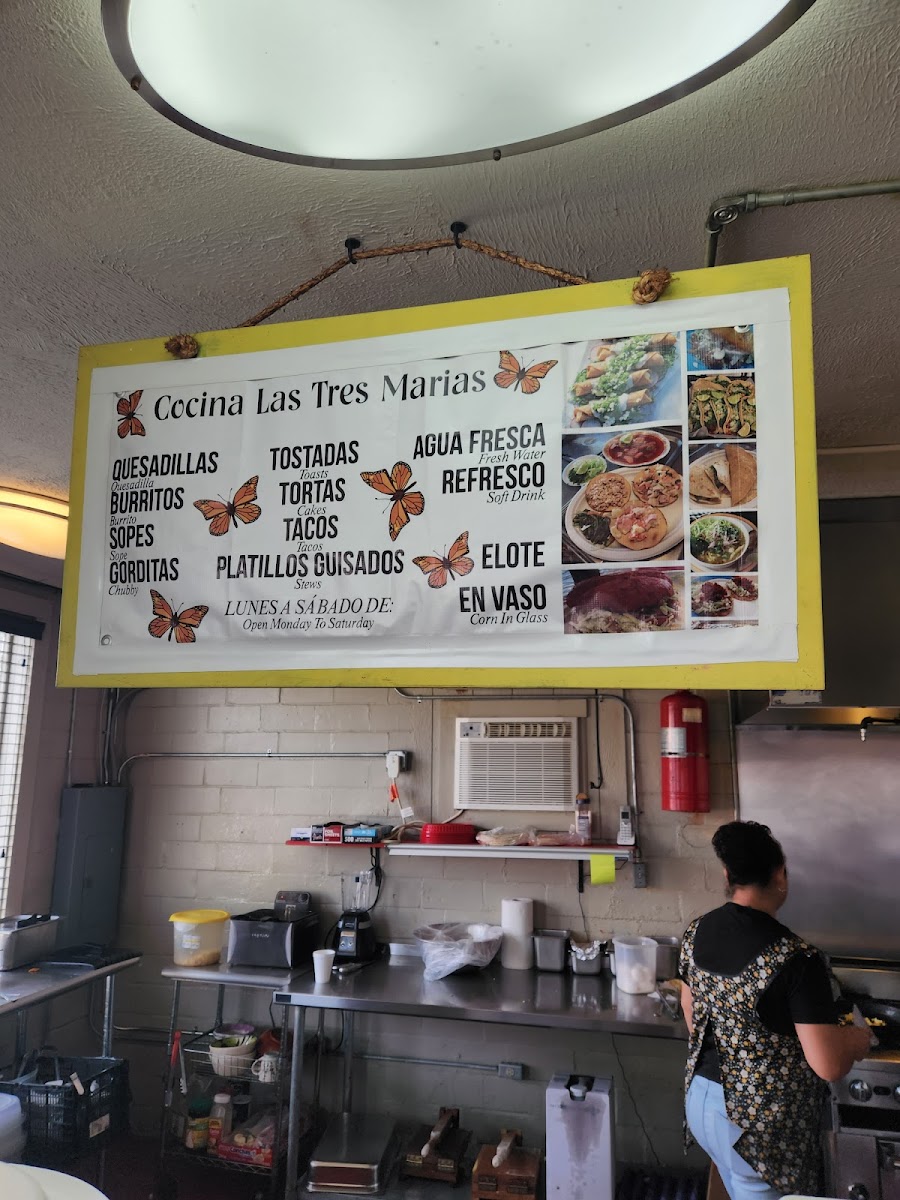 Cocina Las Tres Marias
QUESADILLAS
Quesadilla
BURRITOS
Burrito
SOPES
Sope
GORDITAS
Chubby
TOSTADAS
Toasts
TORTAS
Cakes
TACOS
Tacos
PLATILLOS GUISADOS
Stews
LUNES A SÁBADO DE:
Open Monday To Saturday
AGUA FRESCA
Fresh Water
REFRESCO
Soft Drink
ELOTE
EN VASO
Corn In Glass